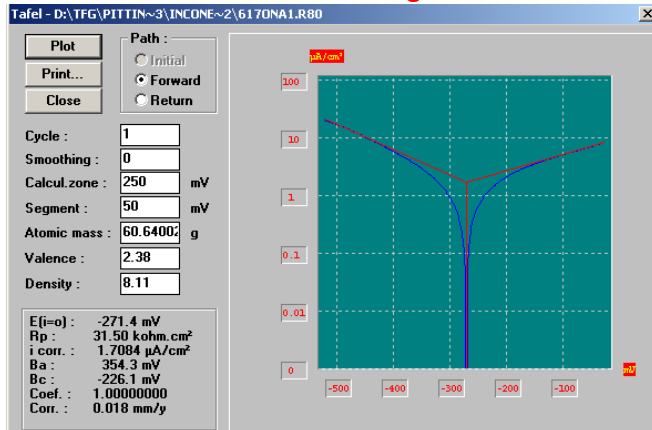 Tafel - D:\TFG\PITTIN~3\INCONE~2\6170NA1.R80
Plot
Print...
Close
Path :
Initial
Forward
Return
Cycle : 1
Smoothing : 0
Calcul.zone : 250 mV
Segment : 50 mV
Atomic mass : 60.64002 g
Valence : 2.38
Density : 8.11
E(i=o) : -271.4 mV
Rp : 31.50 kohm.cm²
i corr. : 1.7084 µA/cm²
Ba : 354.3 mV
Bc : -226.1 mV
Coef. : 1.00000000
Corr. : 0.018 mm/y
µA/cm²
100
10
1
0.1
0.01
0
-500 -400 -300 -200 -100
mV